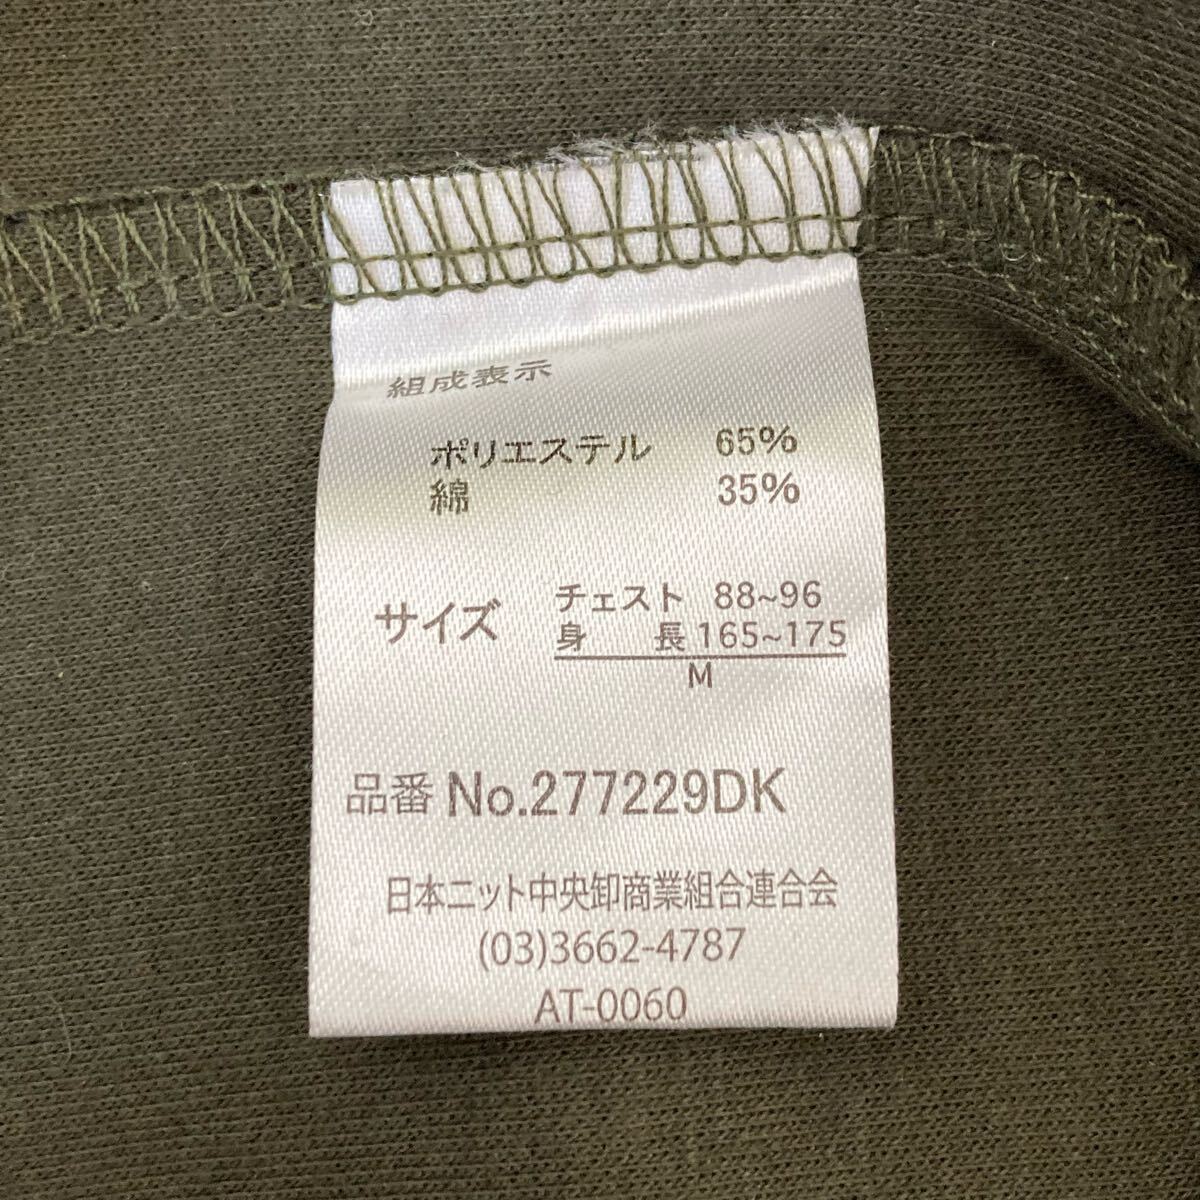 組成表示
ポリエステル 65%
綿 35%
サイズ
チェスト 88~96
身 長 165~175
M
品番 No.277229DK
日本ニット中央卸商業組合連合会
(03)3662-4787
AT-0060